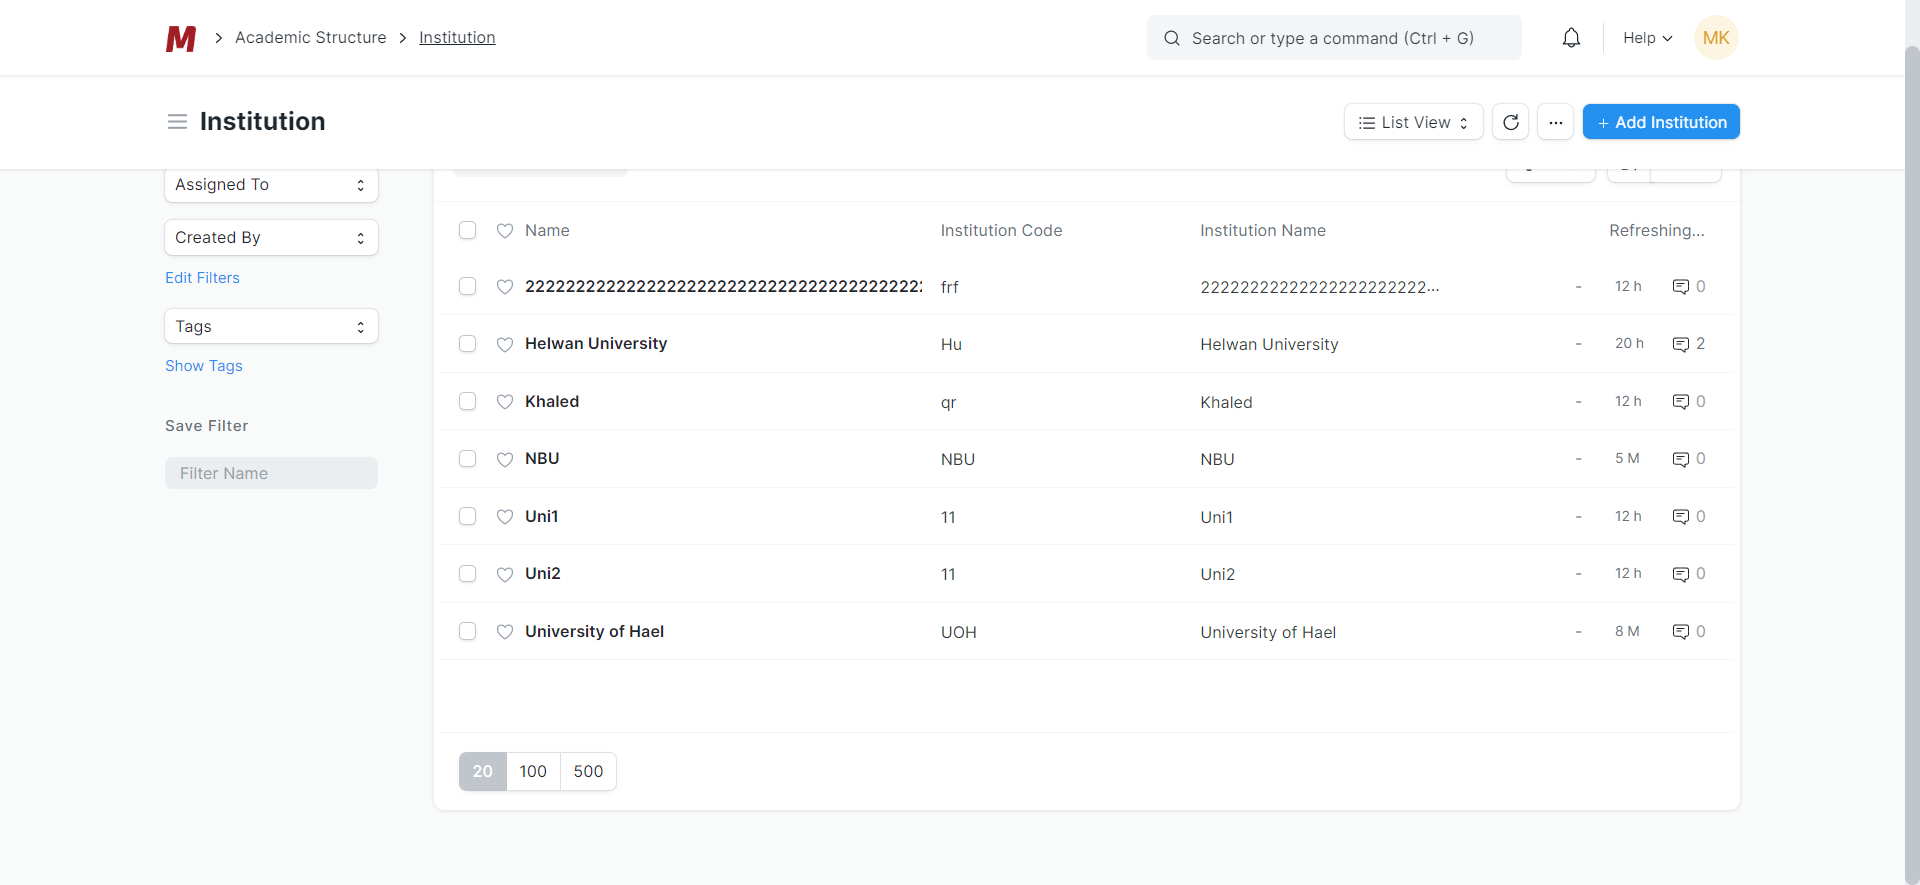 M Academic Structure Institution
Search or type a command (Ctrl + G)
Help
MK
Institution
List View
+ Add Institution
Assigned To
Created By
Edit Filters
Tags
Show Tags
Save Filter
Filter Name
Name Institution Code Institution Name Refreshing...
frf - 12 h 0
Helwan University Hu Helwan University - 20 h 2
Khaled qr Khaled - 12 h 0
NBU NBU NBU - 5 M 0
Uni1 11 Uni1 - 12 h 0
Uni2 11 Uni2 - 12 h 0
University of Hael UOH University of Hael - 8 M 0
20 100 500